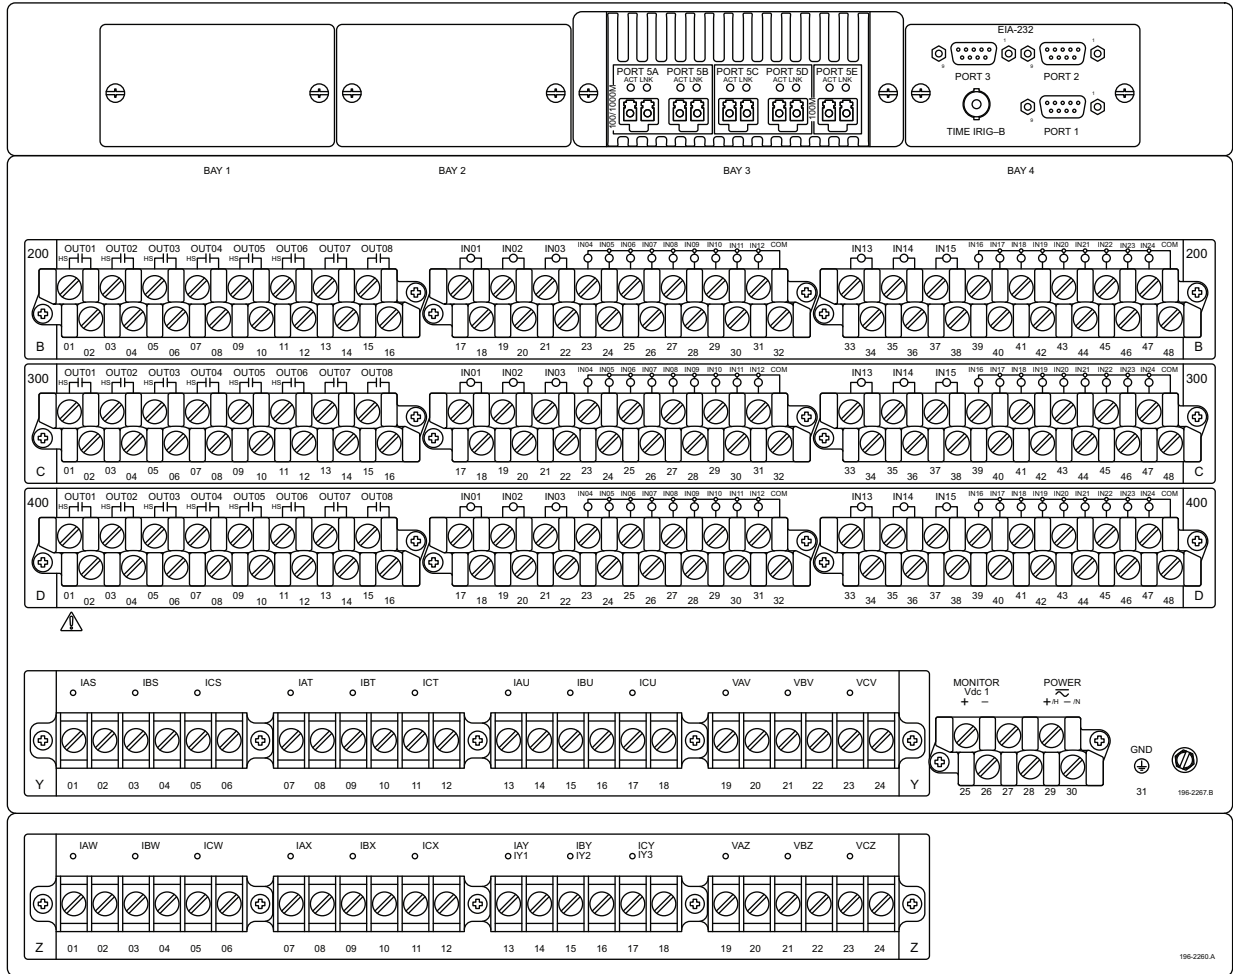 EIA-232
PORT 5A PORT 5B PORT 5C PORT 5D PORT 5E
ACT LNK ACT LNK ACT LNK ACT LNK ACT LNK
100/1000M 100M
1 1
9 9
PORT 3 PORT 2
1
9
TIME IRIG–B PORT 1
BAY 1 BAY 2 BAY 3 BAY 4
200 OUT01 OUT02 OUT03 OUT04 OUT05 OUT06 OUT07 OUT08 IN01 IN02 IN03 IN04 IN05 IN06 IN07 IN08 IN09 IN10 IN11 IN12 COM IN13 IN14 IN15 IN16 IN17 IN18 IN19 IN20 IN21 IN22 IN23 IN24 COM 200
HS HS HS HS HS HS
B 01 02 03 04 05 06 07 08 09 10 11 12 13 14 15 16 17 18 19 20 21 22 23 24 25 26 27 28 29 30 31 32 33 34 35 36 37 38 39 40 41 42 43 44 45 46 47 48 B
300 OUT01 OUT02 OUT03 OUT04 OUT05 OUT06 OUT07 OUT08 IN01 IN02 IN03 IN04 IN05 IN06 IN07 IN08 IN09 IN10 IN11 IN12 COM IN13 IN14 IN15 IN16 IN17 IN18 IN19 IN20 IN21 IN22 IN23 IN24 COM 300
HS HS HS HS HS HS
C 01 02 03 04 05 06 07 08 09 10 11 12 13 14 15 16 17 18 19 20 21 22 23 24 25 26 27 28 29 30 31 32 33 34 35 36 37 38 39 40 41 42 43 44 45 46 47 48 C
400 OUT01 OUT02 OUT03 OUT04 OUT05 OUT06 OUT07 OUT08 IN01 IN02 IN03 IN04 IN05 IN06 IN07 IN08 IN09 IN10 IN11 IN12 COM IN13 IN14 IN15 IN16 IN17 IN18 IN19 IN20 IN21 IN22 IN23 IN24 COM 400
HS HS HS HS HS HS
D 01 02 03 04 05 06 07 08 09 10 11 12 13 14 15 16 17 18 19 20 21 22 23 24 25 26 27 28 29 30 31 32 33 34 35 36 37 38 39 40 41 42 43 44 45 46 47 48 D
IAS IBS ICS IAT IBT ICT IAU IBU ICU VAV VBV VCV
MONITOR POWER
Vdc 1
+ − +/H −/N
GND
Y 01 02 03 04 05 06 07 08 09 10 11 12 13 14 15 16 17 18 19 20 21 22 23 24 Y
25 26 27 28 29 30 31 196-2267.B
IAW IBW ICW IAX IBX ICX IAY IBY ICY VAZ VBZ VCZ
IY1 IY2 IY3
Z 01 02 03 04 05 06 07 08 09 10 11 12 13 14 15 16 17 18 19 20 21 22 23 24 Z
196-2260.A